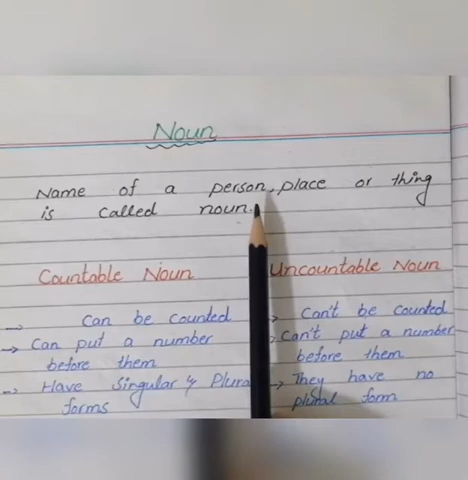 Noun
Name of a person, place or thing
is called noun.
Countable Noun
→ Can be counted
→ Can put a number
before them
→ Have Singular & Plural
forms
Uncountable Noun
→ Can't be counted
→ Can't put a number
before them
→ They have no
plural form